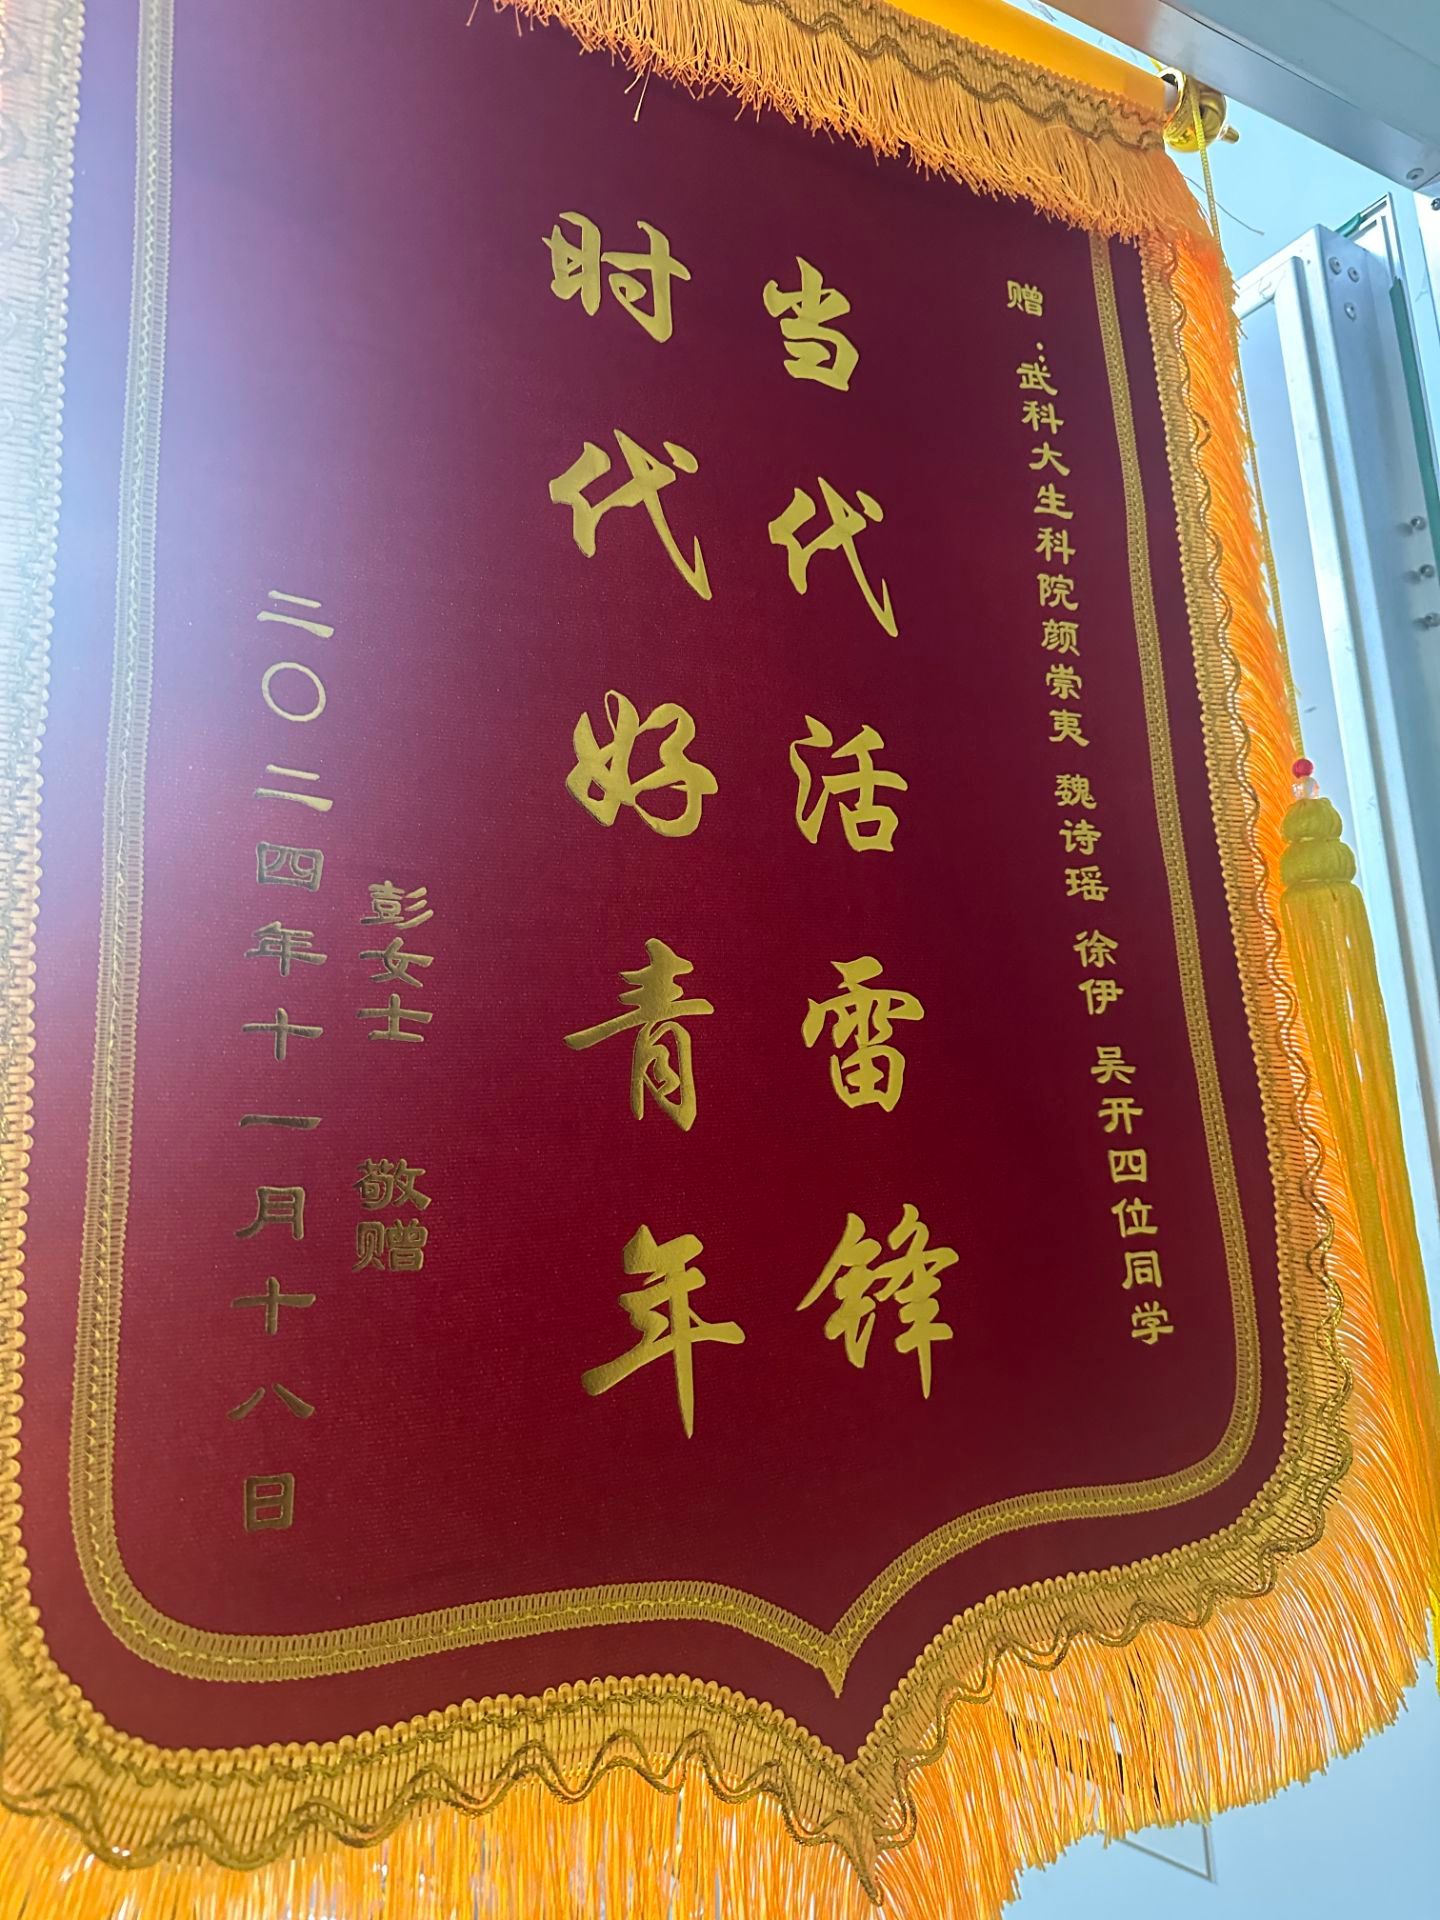 赠：武科大生科院颜崇夷 魏诗瑶 徐伊 吴开四位同学
当代活雷锋
时代好青年
彭女士 敬赠
二〇二四年十一月十八日